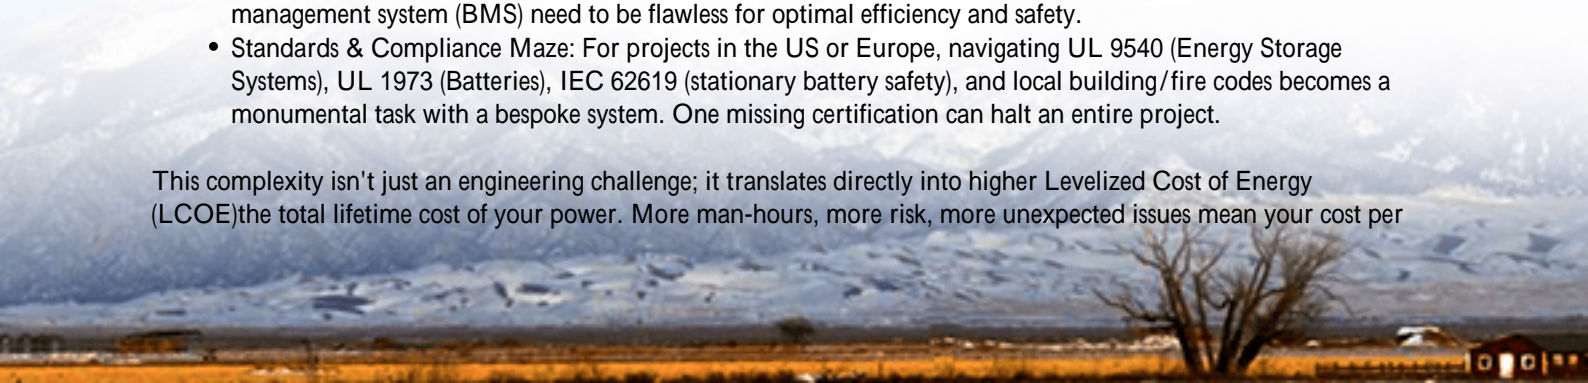 management system (BMS) need to be flawless for optimal efficiency and safety.
• Standards & Compliance Maze: For projects in the US or Europe, navigating UL 9540 (Energy Storage
Systems), UL 1973 (Batteries), IEC 62619 (stationary battery safety), and local building/fire codes becomes a
monumental task with a bespoke system. One missing certification can halt an entire project.
This complexity isn't just an engineering challenge; it translates directly into higher Levelized Cost of Energy
(LCOE)the total lifetime cost of your power. More man-hours, more risk, more unexpected issues mean your cost per